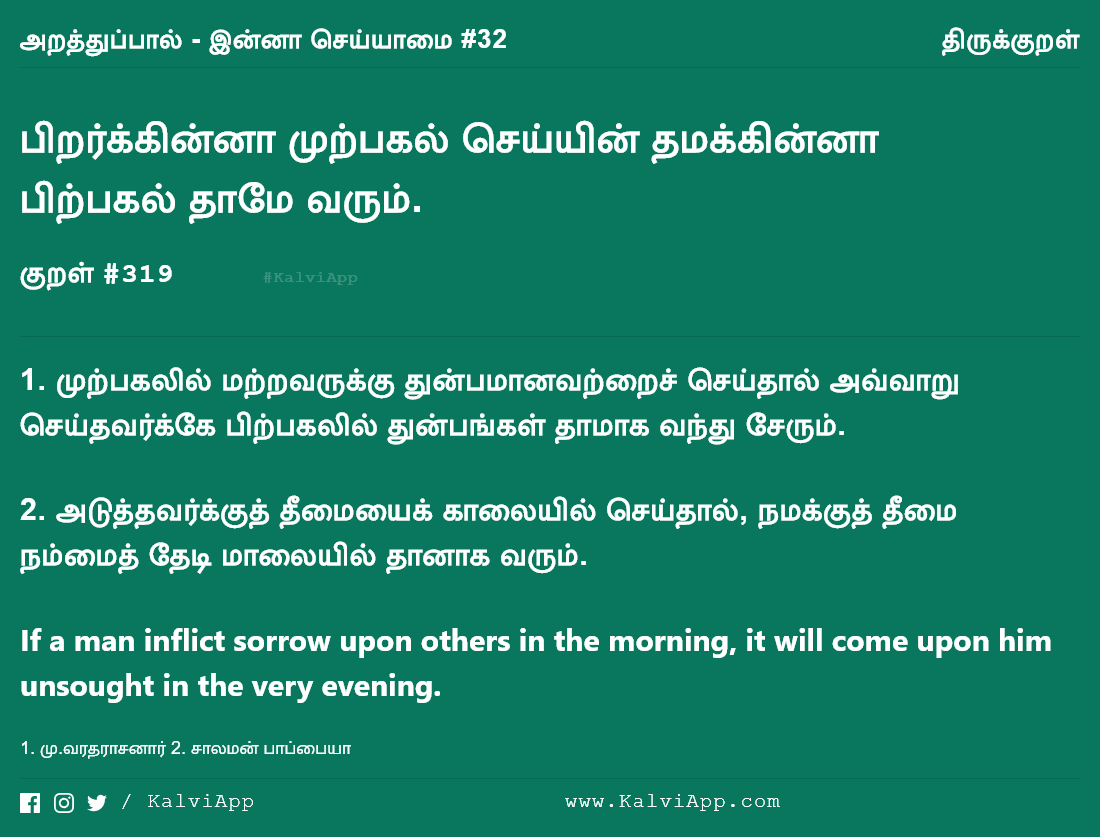 அறத்துப்பால் - இன்னா செய்யாமை #32
திருக்குறள்
பிறர்க்கின்னா முற்பகல் செய்யின் தமக்கின்னா
பிற்பகல் தாமே வரும்.
குறள் #319
#KalviApp
1. முற்பகலில் மற்றவருக்கு துன்பமானவற்றைச் செய்தால் அவ்வாறு
செய்தவர்க்கே பிற்பகலில் துன்பங்கள் தாமாக வந்து சேரும்.
2. அடுத்தவர்க்குத் தீமையைக் காலையில் செய்தால், நமக்குத் தீமை
நம்மைத் தேடி மாலையில் தானாக வரும்.
If a man inflict sorrow upon others in the morning, it will come upon him
unsought in the very evening.
1. மு.வரதராசனார் 2. சாலமன் பாப்பையா
/ KalviApp
www.KalviApp.com